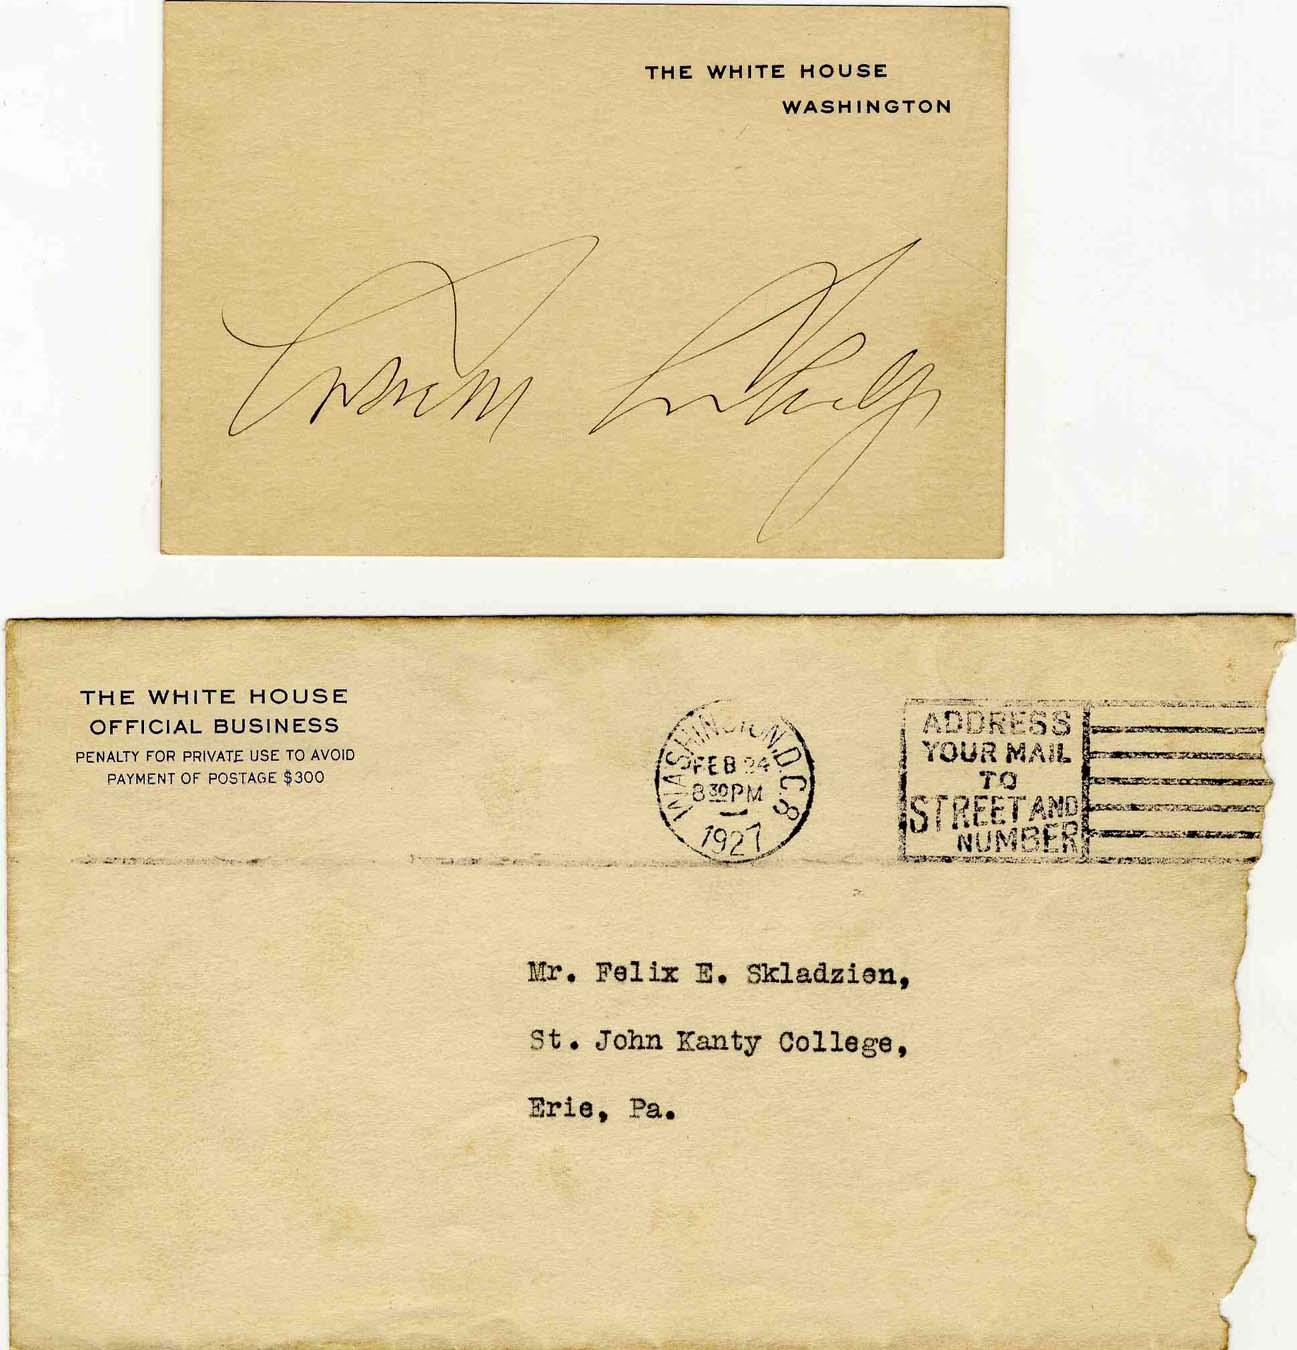 THE WHITE HOUSE
WASHINGTON
THE WHITE HOUSE
OFFICIAL BUSINESS
PENALTY FOR PRIVATE USE TO AVOID
PAYMENT OF POSTAGE $300
WASHINGTON, D.C. 8
FEB 24
8 30 PM
1927
ADDRESS
YOUR MAIL
TO
STREET AND
NUMBER
Mr. Felix E. Skladzien,
St. John Kanty College,
Erie, Pa.